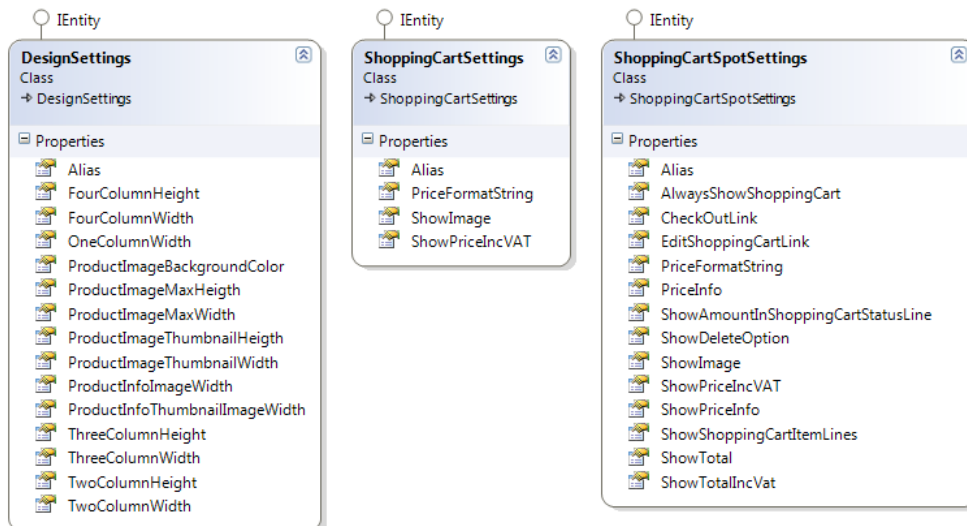 IEntity
DesignSettings
Class
DesignSettings
Properties
Alias
FourColumnHeight
FourColumnWidth
OneColumnWidth
ProductImageBackgroundColor
ProductImageMaxHeigth
ProductImageMaxWidth
ProductImageThumbnailHeigth
ProductImageThumbnailWidth
ProductInfoImageWidth
ProductInfoThumbnailImageWidth
ThreeColumnHeight
ThreeColumnWidth
TwoColumnHeight
TwoColumnWidth
IEntity
ShoppingCartSettings
Class
ShoppingCartSettings
Properties
Alias
PriceFormatString
ShowImage
ShowPriceIncVAT
IEntity
ShoppingCartSpotSettings
Class
ShoppingCartSpotSettings
Properties
Alias
AlwaysShowShoppingCart
CheckOutLink
EditShoppingCartLink
PriceFormatString
PriceInfo
ShowAmountInShoppingCartStatusLine
ShowDeleteOption
ShowImage
ShowPriceIncVAT
ShowPriceInfo
ShowShoppingCartItemLines
ShowTotal
ShowTotalIncVat